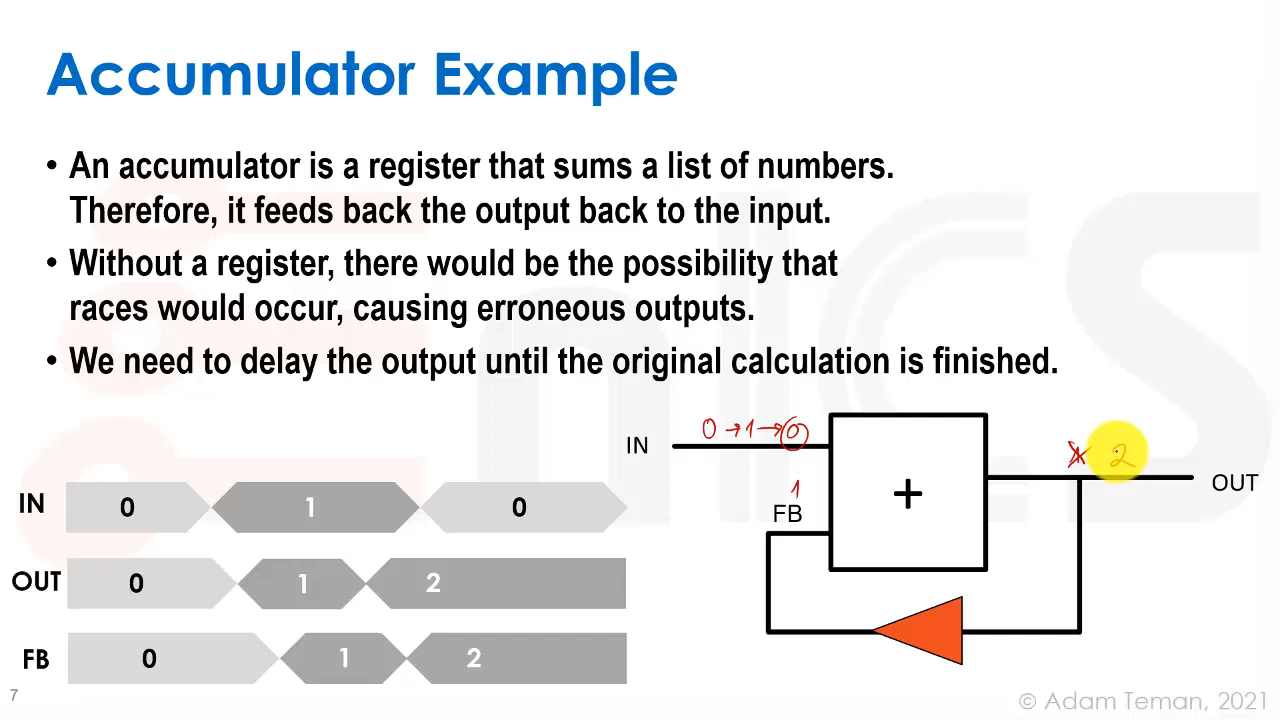 Accumulator Example
• An accumulator is a register that sums a list of numbers.
Therefore, it feeds back the output back to the input.
• Without a register, there would be the possibility that
races would occur, causing erroneous outputs.
• We need to delay the output until the original calculation is finished.
IN 0→1→0
1
FB
+
2
OUT
IN 0 1 0
OUT 0 1 2
FB 0 1 2
7
© Adam Teman, 2021